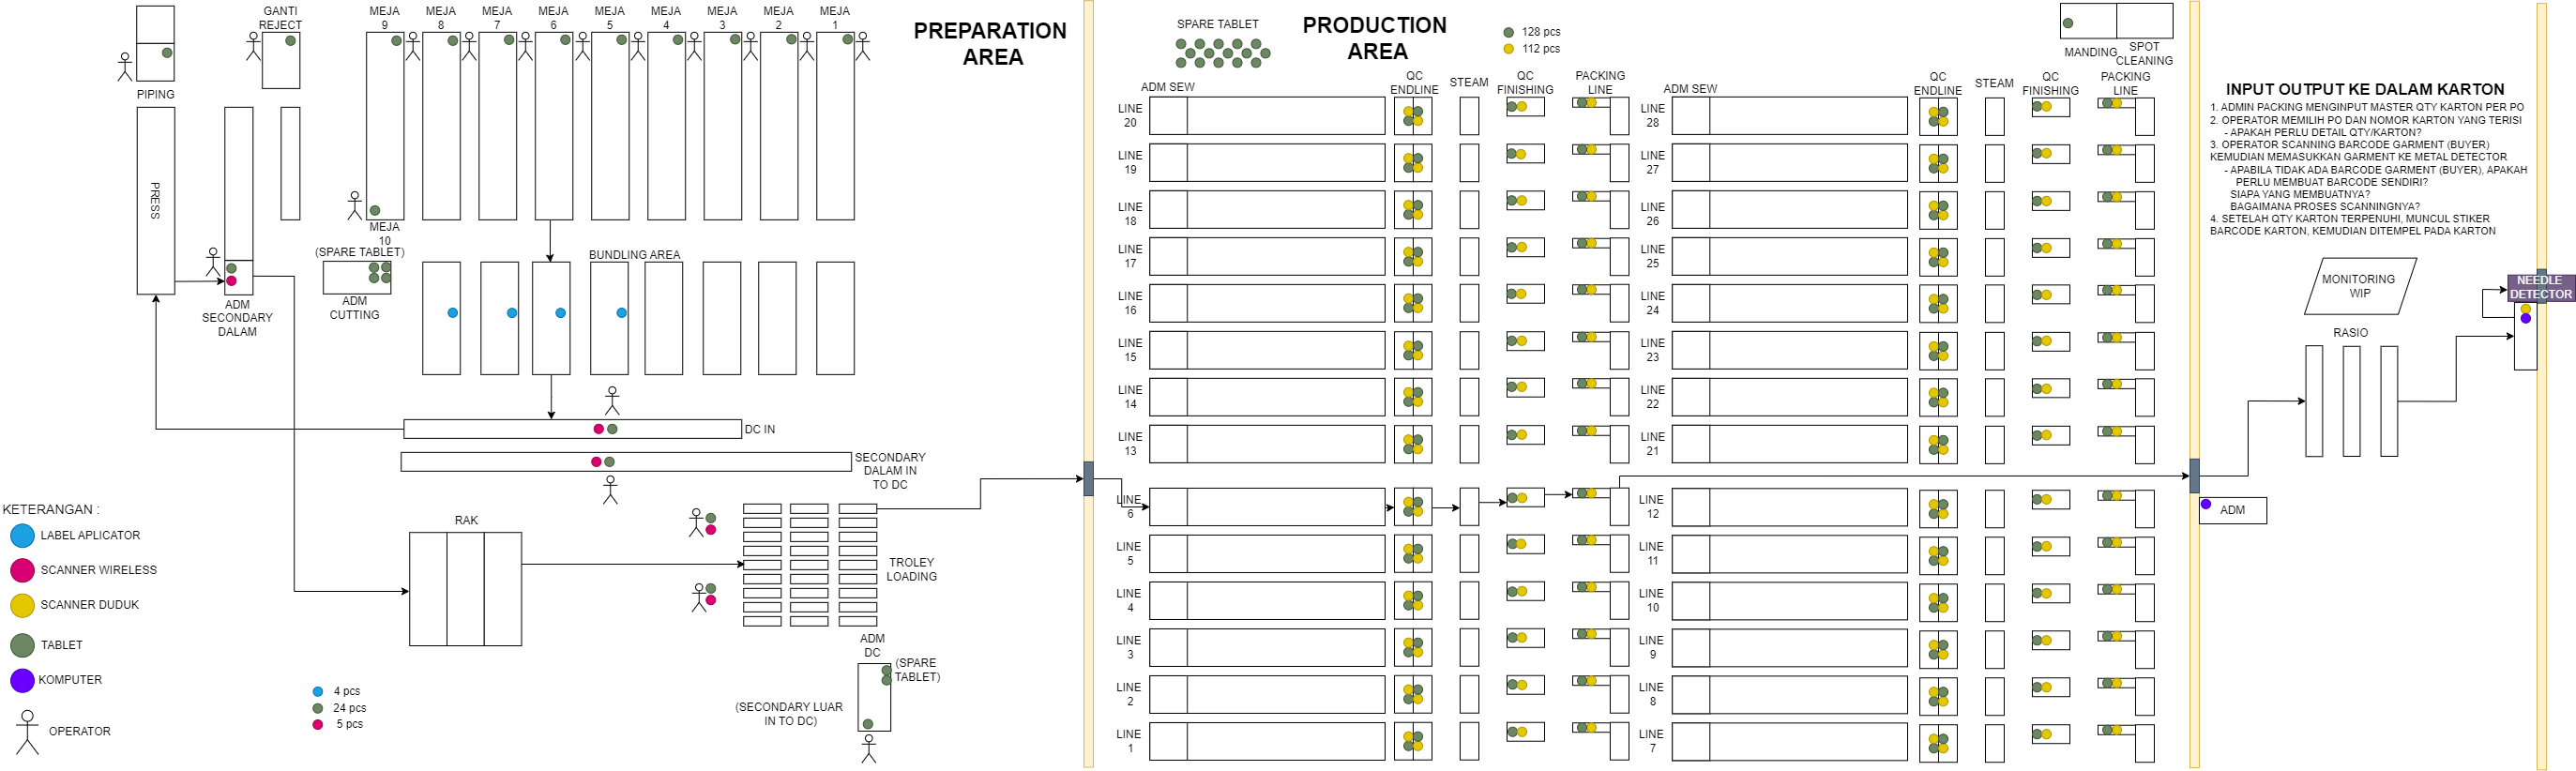 PIPING
GANTI
REJECT
MEJA
9
MEJA
8
MEJA
7
MEJA
6
MEJA
5
MEJA
4
MEJA
3
MEJA
2
MEJA
1
PREPARATION
AREA
PRESS
MEJA
10
(SPARE TABLET)
ADM
CUTTING
ADM
SECONDARY
DALAM
BUNDLING AREA
DC IN
SECONDARY
DALAM IN
TO DC
KETERANGAN :
LABEL APLICATOR
SCANNER WIRELESS
SCANNER DUDUK
TABLET
KOMPUTER
OPERATOR
4 pcs
24 pcs
5 pcs
RAK
TROLEY
LOADING
ADM
DC
(SPARE
TABLET)
(SECONDARY LUAR
IN TO DC)
SPARE TABLET
PRODUCTION
AREA
128 pcs
112 pcs
ADM SEW
QC
ENDLINE
STEAM
QC
FINISHING
PACKING
LINE
LINE
20
LINE
19
LINE
18
LINE
17
LINE
16
LINE
15
LINE
14
LINE
13
LINE
6
LINE
5
LINE
4
LINE
3
LINE
2
LINE
1
ADM SEW
QC
ENDLINE
STEAM
QC
FINISHING
PACKING
LINE
LINE
28
LINE
27
LINE
26
LINE
25
LINE
24
LINE
23
LINE
22
LINE
21
LINE
12
LINE
11
LINE
10
LINE
9
LINE
8
LINE
7
MANDING
SPOT
CLEANING
INPUT OUTPUT KE DALAM KARTON
1. ADMIN PACKING MENGINPUT MASTER QTY KARTON PER PO
2. OPERATOR MEMILIH PO DAN NOMOR KARTON YANG TERISI
- APAKAH PERLU DETAIL QTY/KARTON?
3. OPERATOR SCANNING BARCODE GARMENT (BUYER)
KEMUDIAN MEMASUKKAN GARMENT KE METAL DETECTOR
- APABILA TIDAK ADA BARCODE GARMENT (BUYER), APAKAH
PERLU MEMBUAT BARCODE SENDIRI?
SIAPA YANG MEMBUATNYA?
BAGAIMANA PROSES SCANNINGNYA?
4. SETELAH QTY KARTON TERPENUHI, MUNCUL STIKER
BARCODE KARTON, KEMUDIAN DITEMPEL PADA KARTON
MONITORING
WIP
NEEDLE
DETECTOR
RASIO
ADM